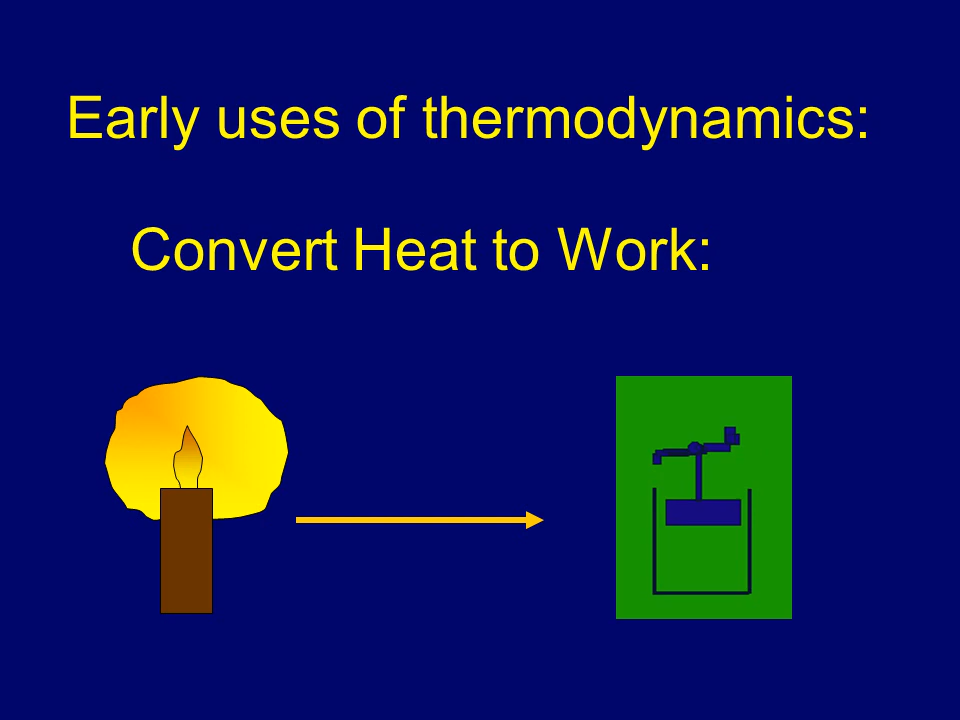 Early uses of thermodynamics:
Convert Heat to Work: